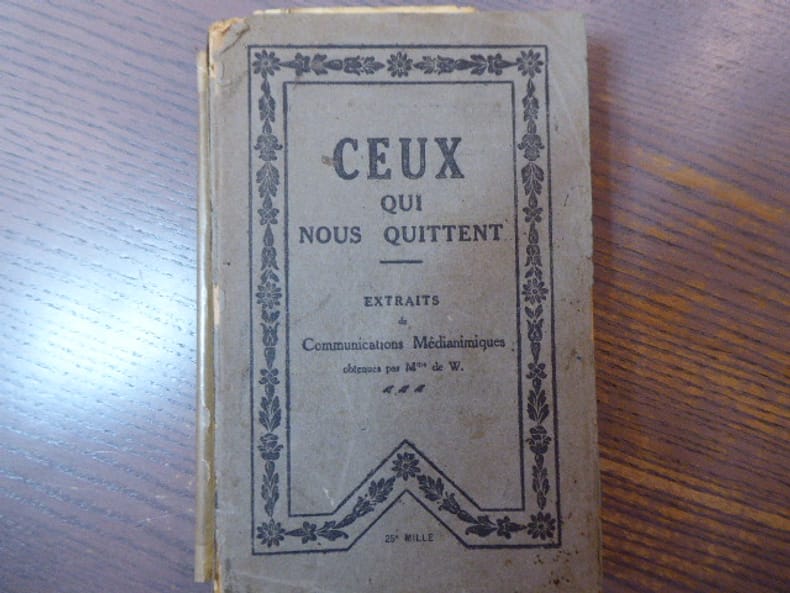 CEUX
QUI
NOUS QUITTENT
EXTRAITS
de
Communications Médianimiques
obtenues par Mme de W.
25e MILLE